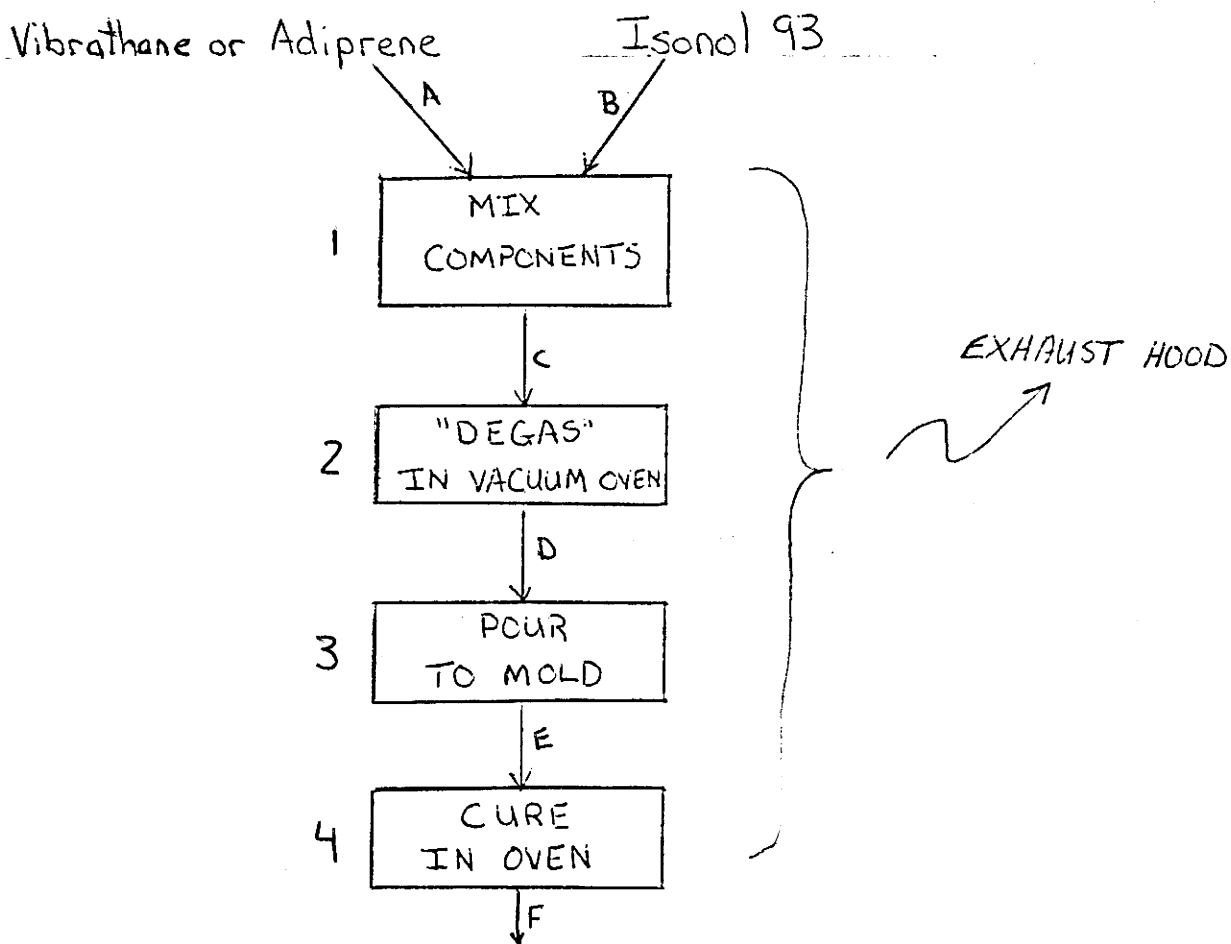 Vibrathane or Adiprene Isonol 93
A B
1 MIX
COMPONENTS
C
EXHAUST HOOD
2 "DEGAS"
IN VACUUM OVEN
D
3 POUR
TO MOLD
E
4 CURE
IN OVEN
F